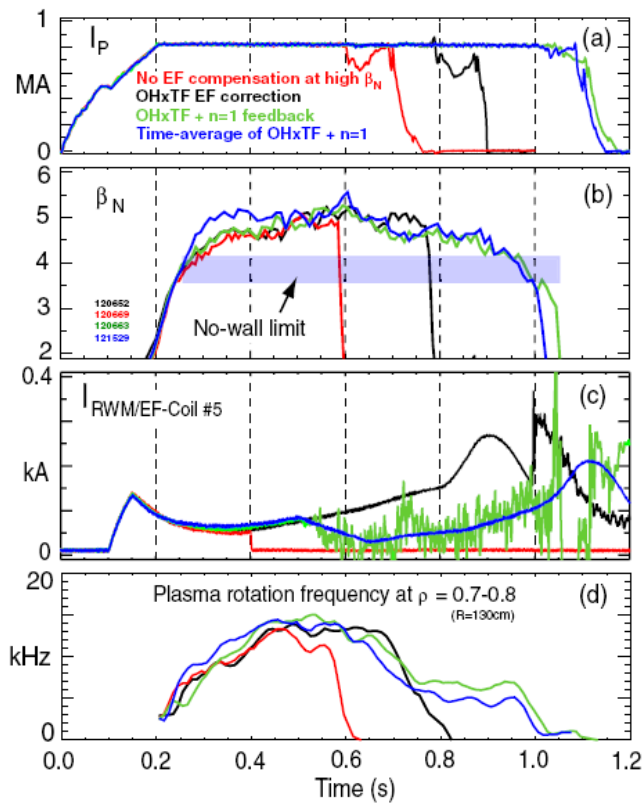 1
I_P
(a)
MA
No EF compensation at high β_N
OHxTF EF correction
OHxTF + n=1 feedback
Time-average of OHxTF + n=1
0
6
β_N
(b)
5
4
3
No-wall limit
120652
120669
120663
121529
2
0.4
I_RWM/EF-Coil #5
(c)
kA
0
20
Plasma rotation frequency at ρ = 0.7-0.8
(R=130cm)
(d)
kHz
0
0.0 0.2 0.4 0.6 0.8 1.0 1.2
Time (s)